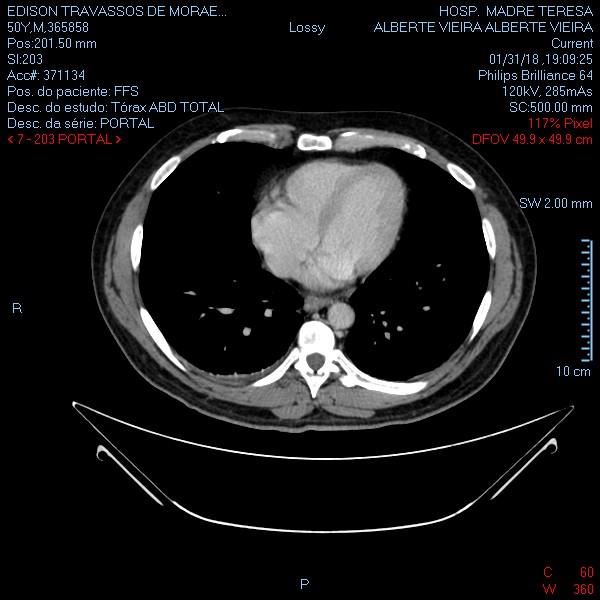 EDISON TRAVASSOS DE MORAE...
50Y,M,365858
Pos:201.50 mm
Sl:203
Acc#: 371134
Pos. do paciente: FFS
Desc. do estudo: Tórax ABD TOTAL
Desc. da série: PORTAL
< 7 - 203 PORTAL >
Lossy
HOSP. MADRE TERESA
ALBERTE VIEIRA ALBERTE VIEIRA
Current
01/31/18 ,19:09:25
Philips Brilliance 64
120kV, 285mAs
SC:500.00 mm
117% Pixel
DFOV 49.9 x 49.9 cm
SW 2.00 mm
R
10 cm
P
C 60
W 360